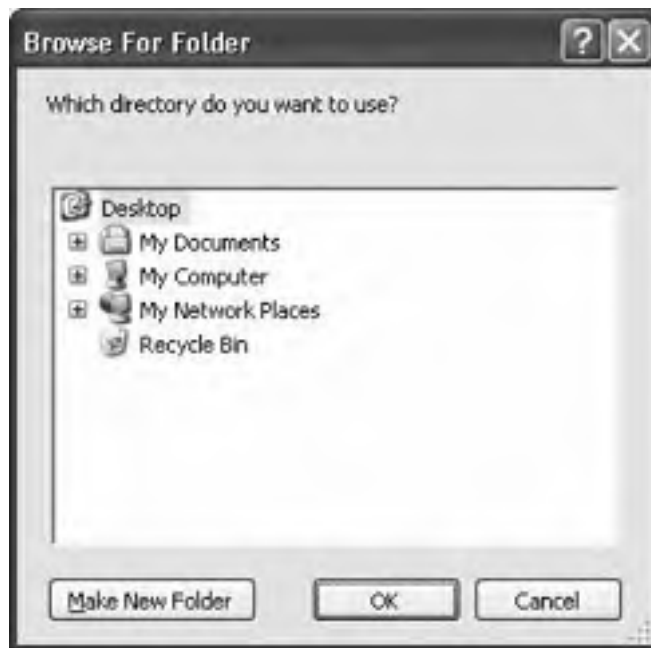 Browse For Folder
Which directory do you want to use?
Desktop
My Documents
My Computer
My Network Places
Recycle Bin
Make New Folder OK Cancel